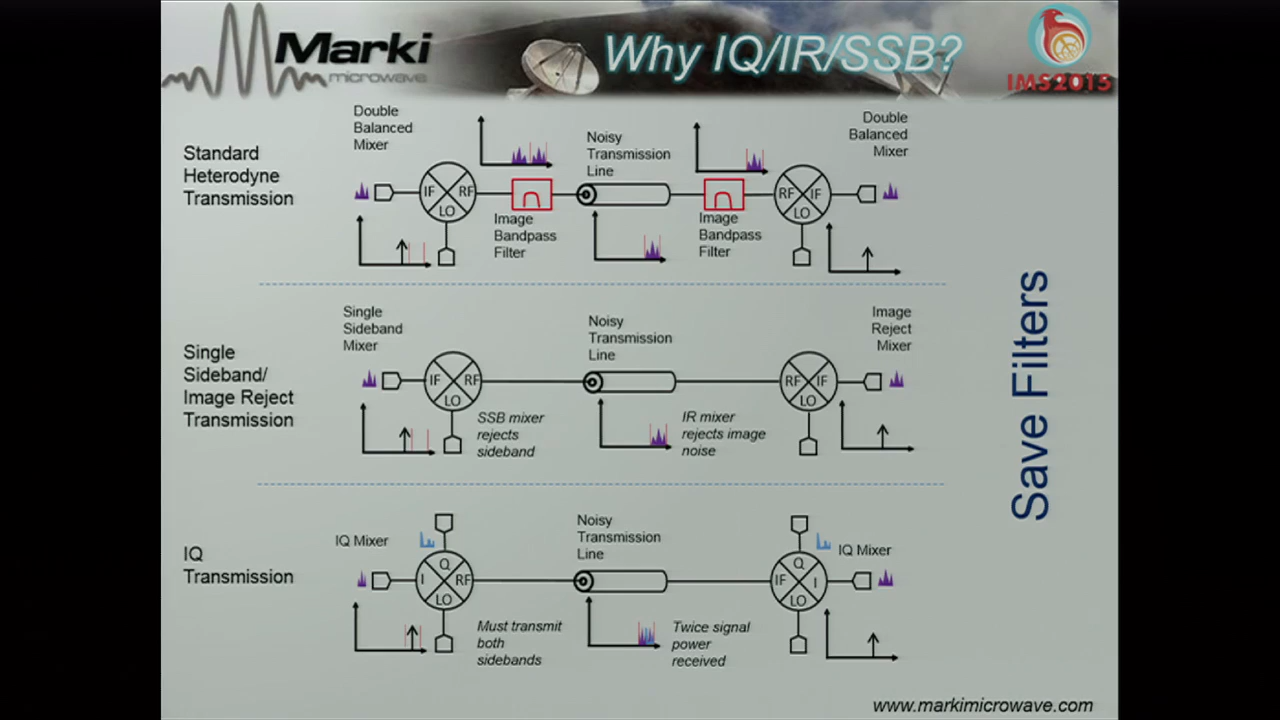 Marki
microwave
Why IQ/IR/SSB?
IMS2015
Standard
Heterodyne
Transmission
Double
Balanced
Mixer
IF
RF
LO
Image
Bandpass
Filter
Noisy
Transmission
Line
Image
Bandpass
Filter
Double
Balanced
Mixer
RF
IF
LO
Single
Sideband/
Image Reject
Transmission
Single
Sideband
Mixer
IF
RF
LO
SSB mixer
rejects
sideband
Noisy
Transmission
Line
IR mixer
rejects image
noise
Image
Reject
Mixer
RF
IF
LO
IQ
Transmission
IQ Mixer
Q
I
RF
LO
Must transmit
both
sidebands
Noisy
Transmission
Line
Twice signal
power
received
IQ Mixer
Q
IF
I
LO
Save Filters
www.markimicrowave.com